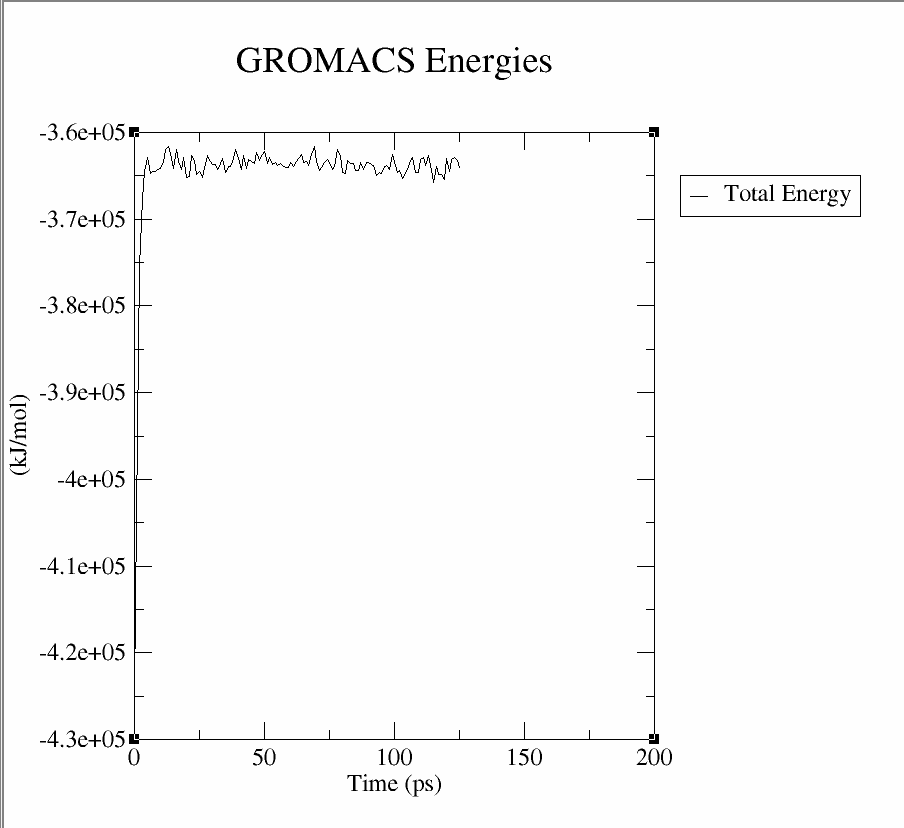 GROMACS Energies
-3.6e+05
-3.7e+05
-3.8e+05
-3.9e+05
-4e+05
-4.1e+05
-4.2e+05
-4.3e+05
(kJ/mol)
0 50 100 150 200
Time (ps)
Total Energy